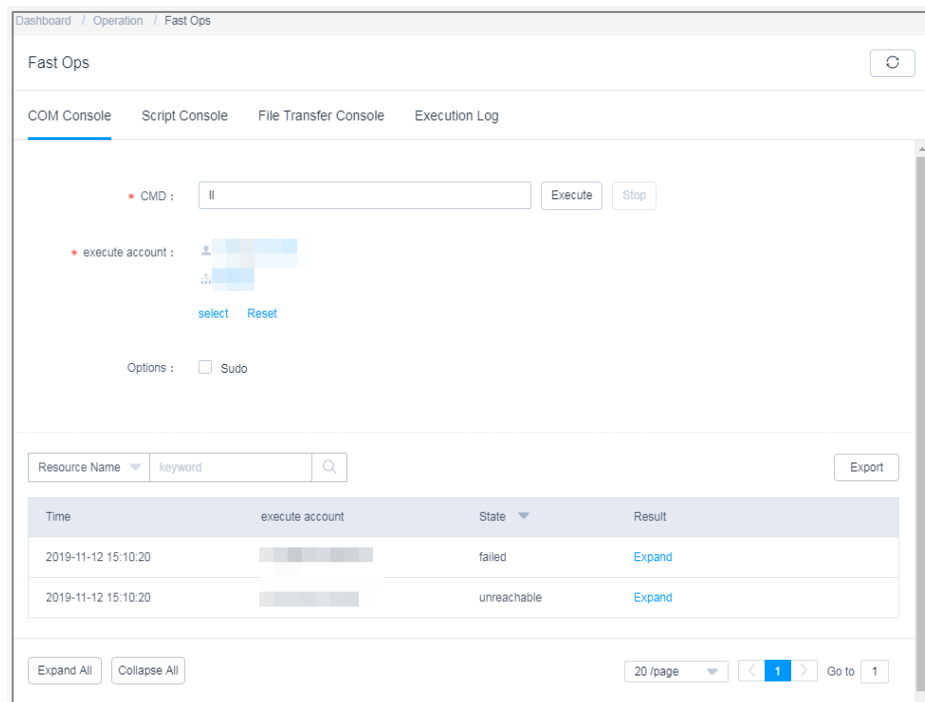 Dashboard / Operation / Fast Ops
Fast Ops
COM Console Script Console File Transfer Console Execution Log
* CMD : ll Execute Stop
* execute account :
select Reset
Options : Sudo
Resource Name keyword Export
Time execute account State Result
2019-11-12 15:10:20 failed Expand
2019-11-12 15:10:20 unreachable Expand
Expand All Collapse All 20 /page 1 Go to 1